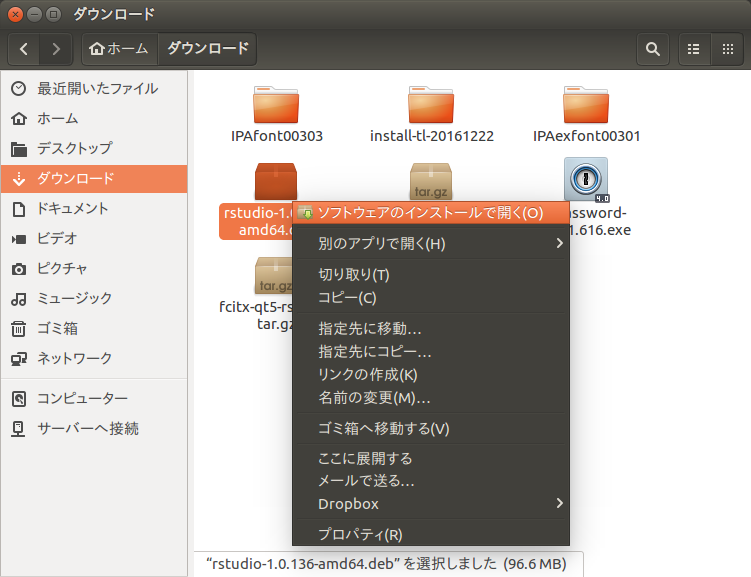 ダウンロード
ホーム
ダウンロード
最近開いたファイル
ホーム
デスクトップ
ダウンロード
ドキュメント
ビデオ
ピクチャ
ミュージック
ゴミ箱
ネットワーク
コンピューター
サーバーへ接続
IPAfont00303
install-tl-20161222
IPAexfont00301
tar.gz
4.0
rstudio-1.
amd64.
1.616.exe
tar.gz
fcitx-qt5-
tar.gz
ソフトウェアのインストールで開く(O)
別のアプリで開く(H)
切り取り(T)
コピー(C)
指定先に移動...
指定先にコピー...
リンクの作成(K)
名前の変更(M)...
ゴミ箱へ移動する(V)
ここに展開する
メールで送る...
Dropbox
プロパティ(R)
“rstudio-1.0.136-amd64.deb” を選択しました (96.6 MB)